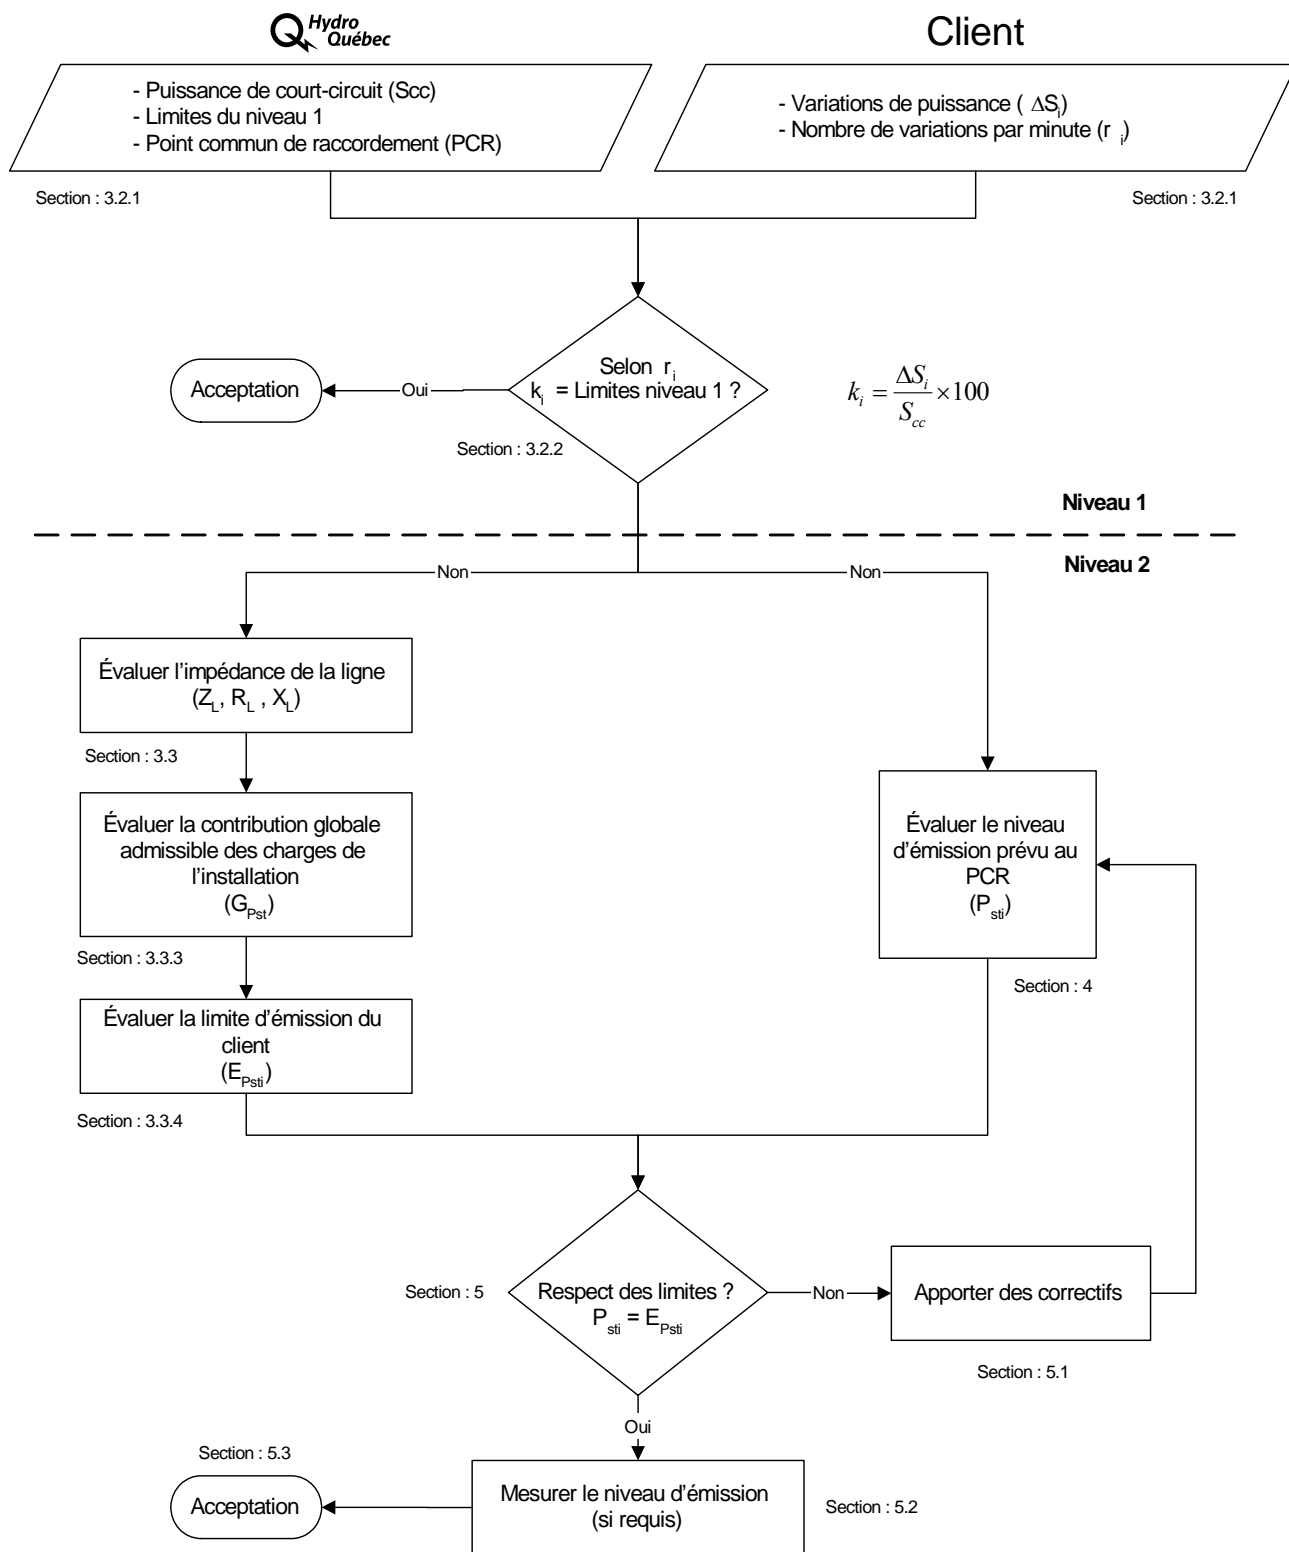 Hydro
Québec
Client
- Puissance de court-circuit (Scc)
- Limites du niveau 1
- Point commun de raccordement (PCR)
- Variations de puissance ( ΔSi)
- Nombre de variations par minute (r i)
Section : 3.2.1
Section : 3.2.1
Selon ri
ki = Limites niveau 1 ?
Oui
Acceptation
ki = ΔSi / Scc ×100
Section : 3.2.2
Niveau 1
Niveau 2
Non
Non
Évaluer l'impédance de la ligne
(ZL, RL , XL)
Section : 3.3
Évaluer la contribution globale
admissible des charges de
l'installation
(GPst)
Section : 3.3.3
Évaluer le niveau
d'émission prévu au
PCR
(Psti)
Section : 4
Évaluer la limite d'émission du
client
(EPsti)
Section : 3.3.4
Section : 5
Respect des limites ?
Psti = EPsti
Non
Apporter des correctifs
Section : 5.1
Oui
Section : 5.3
Acceptation
Mesurer le niveau d'émission
(si requis)
Section : 5.2